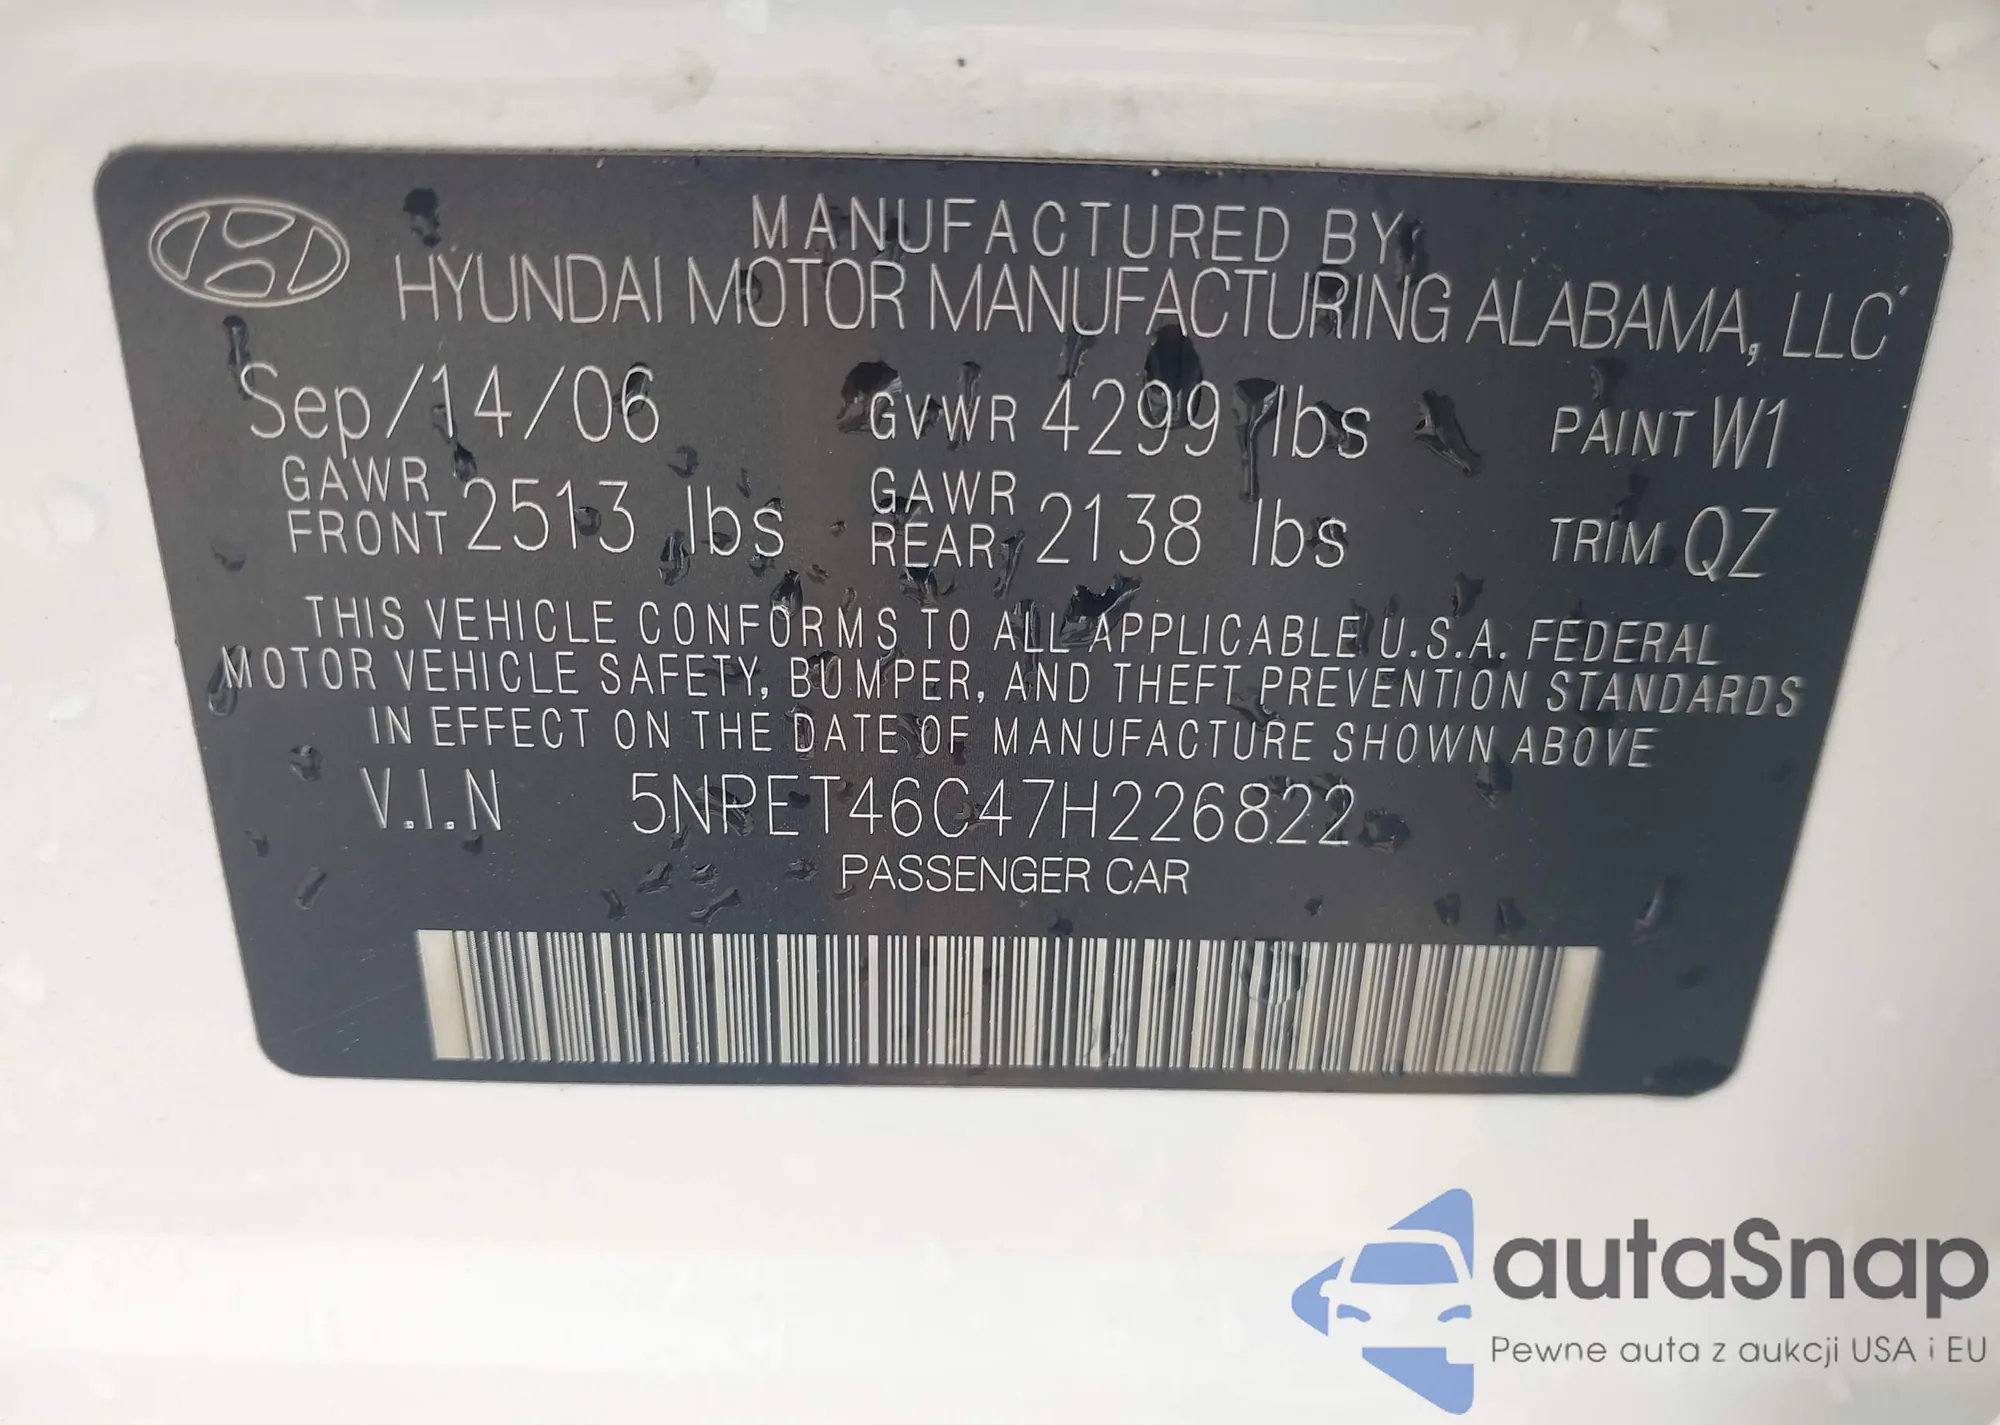 MANUFACTURED BY
HYUNDAI MOTOR MANUFACTURING ALABAMA, LLC
Sep/14/06 GVWR 4299 lbs PAINT W1
GAWR FRONT 2513 lbs GAWR REAR 2138 lbs TRIM QZ
THIS VEHICLE CONFORMS TO ALL APPLICABLE U.S.A. FEDERAL
MOTOR VEHICLE SAFETY, BUMPER, AND THEFT PREVENTION STANDARDS
IN EFFECT ON THE DATE OF MANUFACTURE SHOWN ABOVE
V.I.N 5NPET46C47H226822
PASSENGER CAR
autaSnap
Pewne auta z aukcji USA i EU